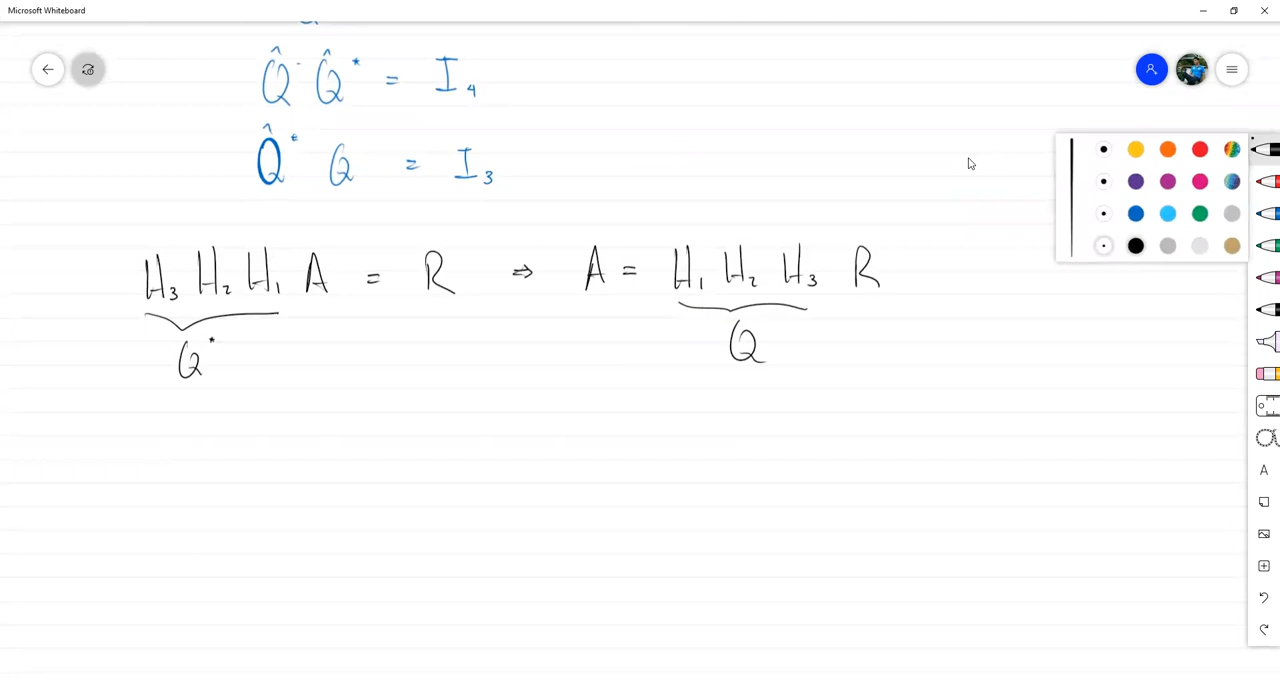 Microsoft Whiteboard
Q̂ Q̂* = I₄
Q̂* Q = I₃
H₃ H₂ H₁ A = R ⇒ A = H₁ H₂ H₃ R
Q* Q
A